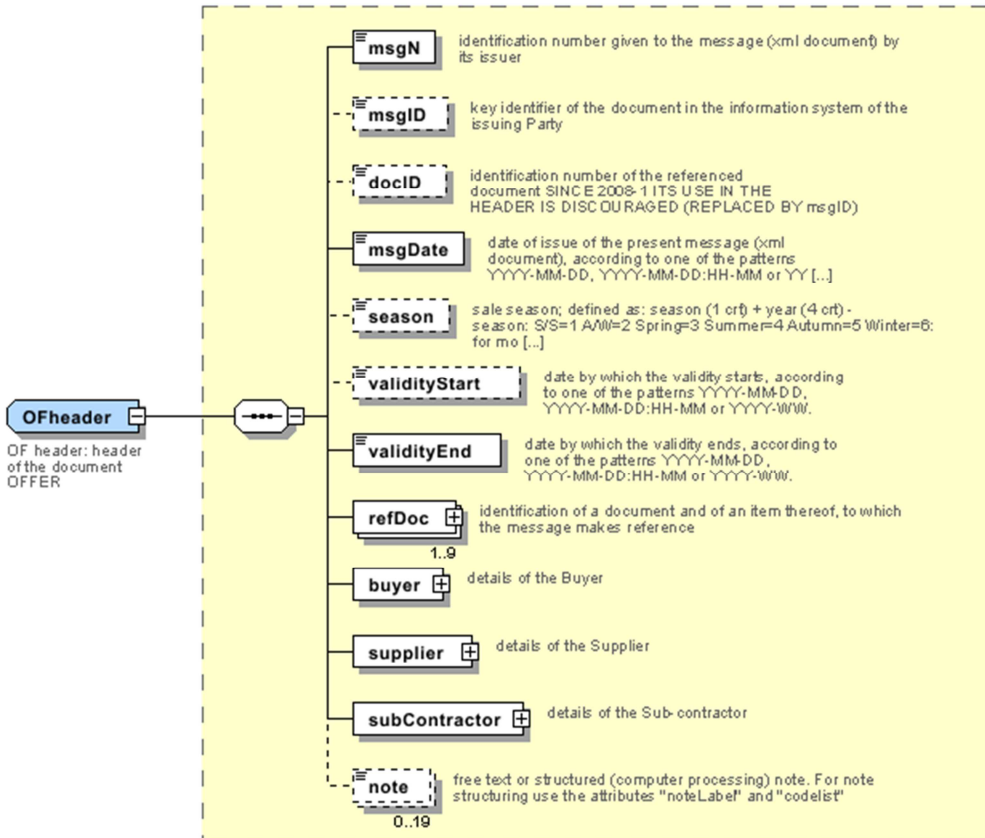 msgN
identification number given to the message (xml document) by
its issuer
msgID
key identifier of the document in the information system of the
issuing Party
docID
identification number of the referenced
document SINCE 2008-1 ITS USE IN THE
HEADER IS DISCOURAGED (REPLACED BY msgID)
msgDate
date of issue of the present message (xml
document), according to one of the patterns
YYYY-MM-DD, YYYY-MM-DD:HH-MM or YY [...]
season
sale season; defined as: season (1 crt) + year (4 crt) -
season: S/S=1 A/W=2 Spring=3 Summer=4 Autumn=5 Winter=6:
for mo [...]
validityStart
date by which the validity starts, according
to one of the patterns YYYY-MM-DD,
YYYY-MM-DD:HH-MM or YYYY-WW.
OFheader
OF header: header
of the document
OFFER
validityEnd
date by which the validity ends, according to
one of the patterns YYYY-MM-DD,
YYYY-MM-DD:HH-MM or YYYY-WW.
refDoc
identification of a document and of an item thereof, to which
the message makes reference
1..9
buyer
details of the Buyer
supplier
details of the Supplier
subContractor
details of the Sub-contractor
note
free text or structured (computer processing) note. For note
structuring use the attributes "noteLabel" and "codelist"
0..19